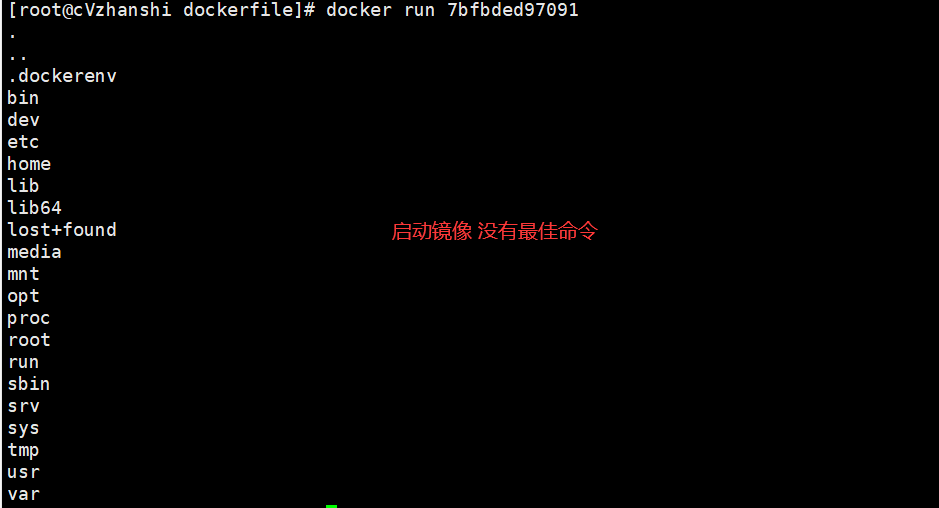 [root@cVzhanshi dockerfile]# docker run 7bfbded97091
.
..
.dockerenv
bin
dev
etc
home
lib
lib64
lost+found
启动镜像 没有最佳命令
media
mnt
opt
proc
root
run
sbin
srv
sys
tmp
usr
var